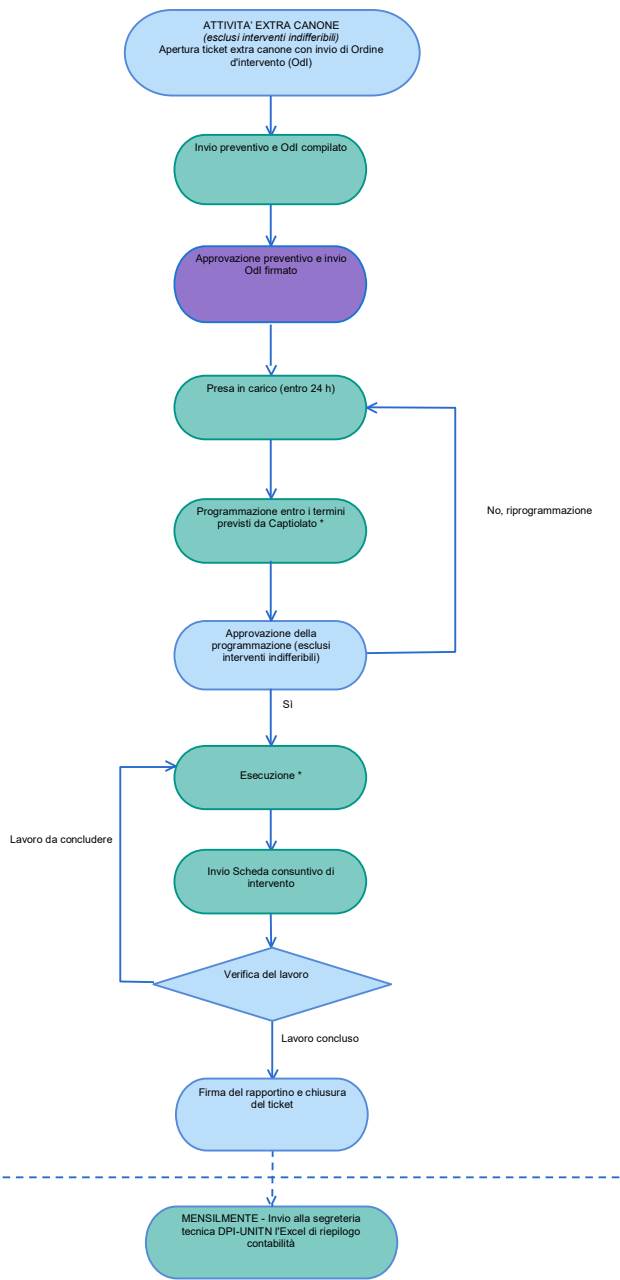 ATTIVITA' EXTRA CANONE
(esclusi interventi indifferibili)
Apertura ticket extra canone con invio di Ordine
d'intervento (OdI)
Invio preventivo e OdI compilato
Approvazione preventivo e invio
OdI firmato
Presa in carico (entro 24 h)
Programmazione entro i termini
previsti da Captiolato *
No, riprogrammazione
Approvazione della
programmazione (esclusi
interventi indifferibili)
Sì
Esecuzione *
Lavoro da concludere
Invio Scheda consuntivo di
intervento
Verifica del lavoro
Lavoro concluso
Firma del rapportino e chiusura
del ticket
MENSILMENTE - Invio alla segreteria
tecnica DPI-UNITN l'Excel di riepilogo
contabilità